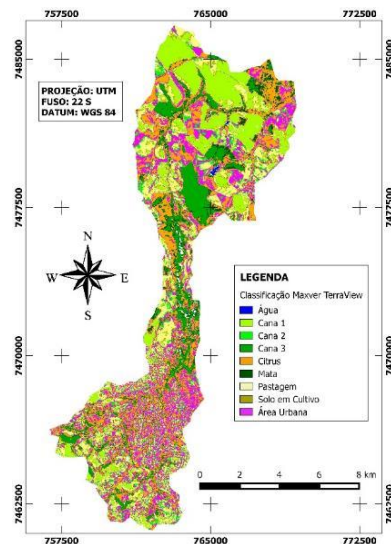 757500 765000 772500
7485000 7485000
PROJEÇÃO: UTM
FUSO: 22 S
DATUM: WGS 84
7477500 7477500
N
W E
S
LEGENDA
Classificação Maxver TerraView
Água
Cana 1
Cana 2
Cana 3
Citrus
Mata
Pastagem
Solo em Cultivo
Área Urbana
7470000 7470000
0 2 4 6 8 km
7462500 7462500
757500 765000 772500